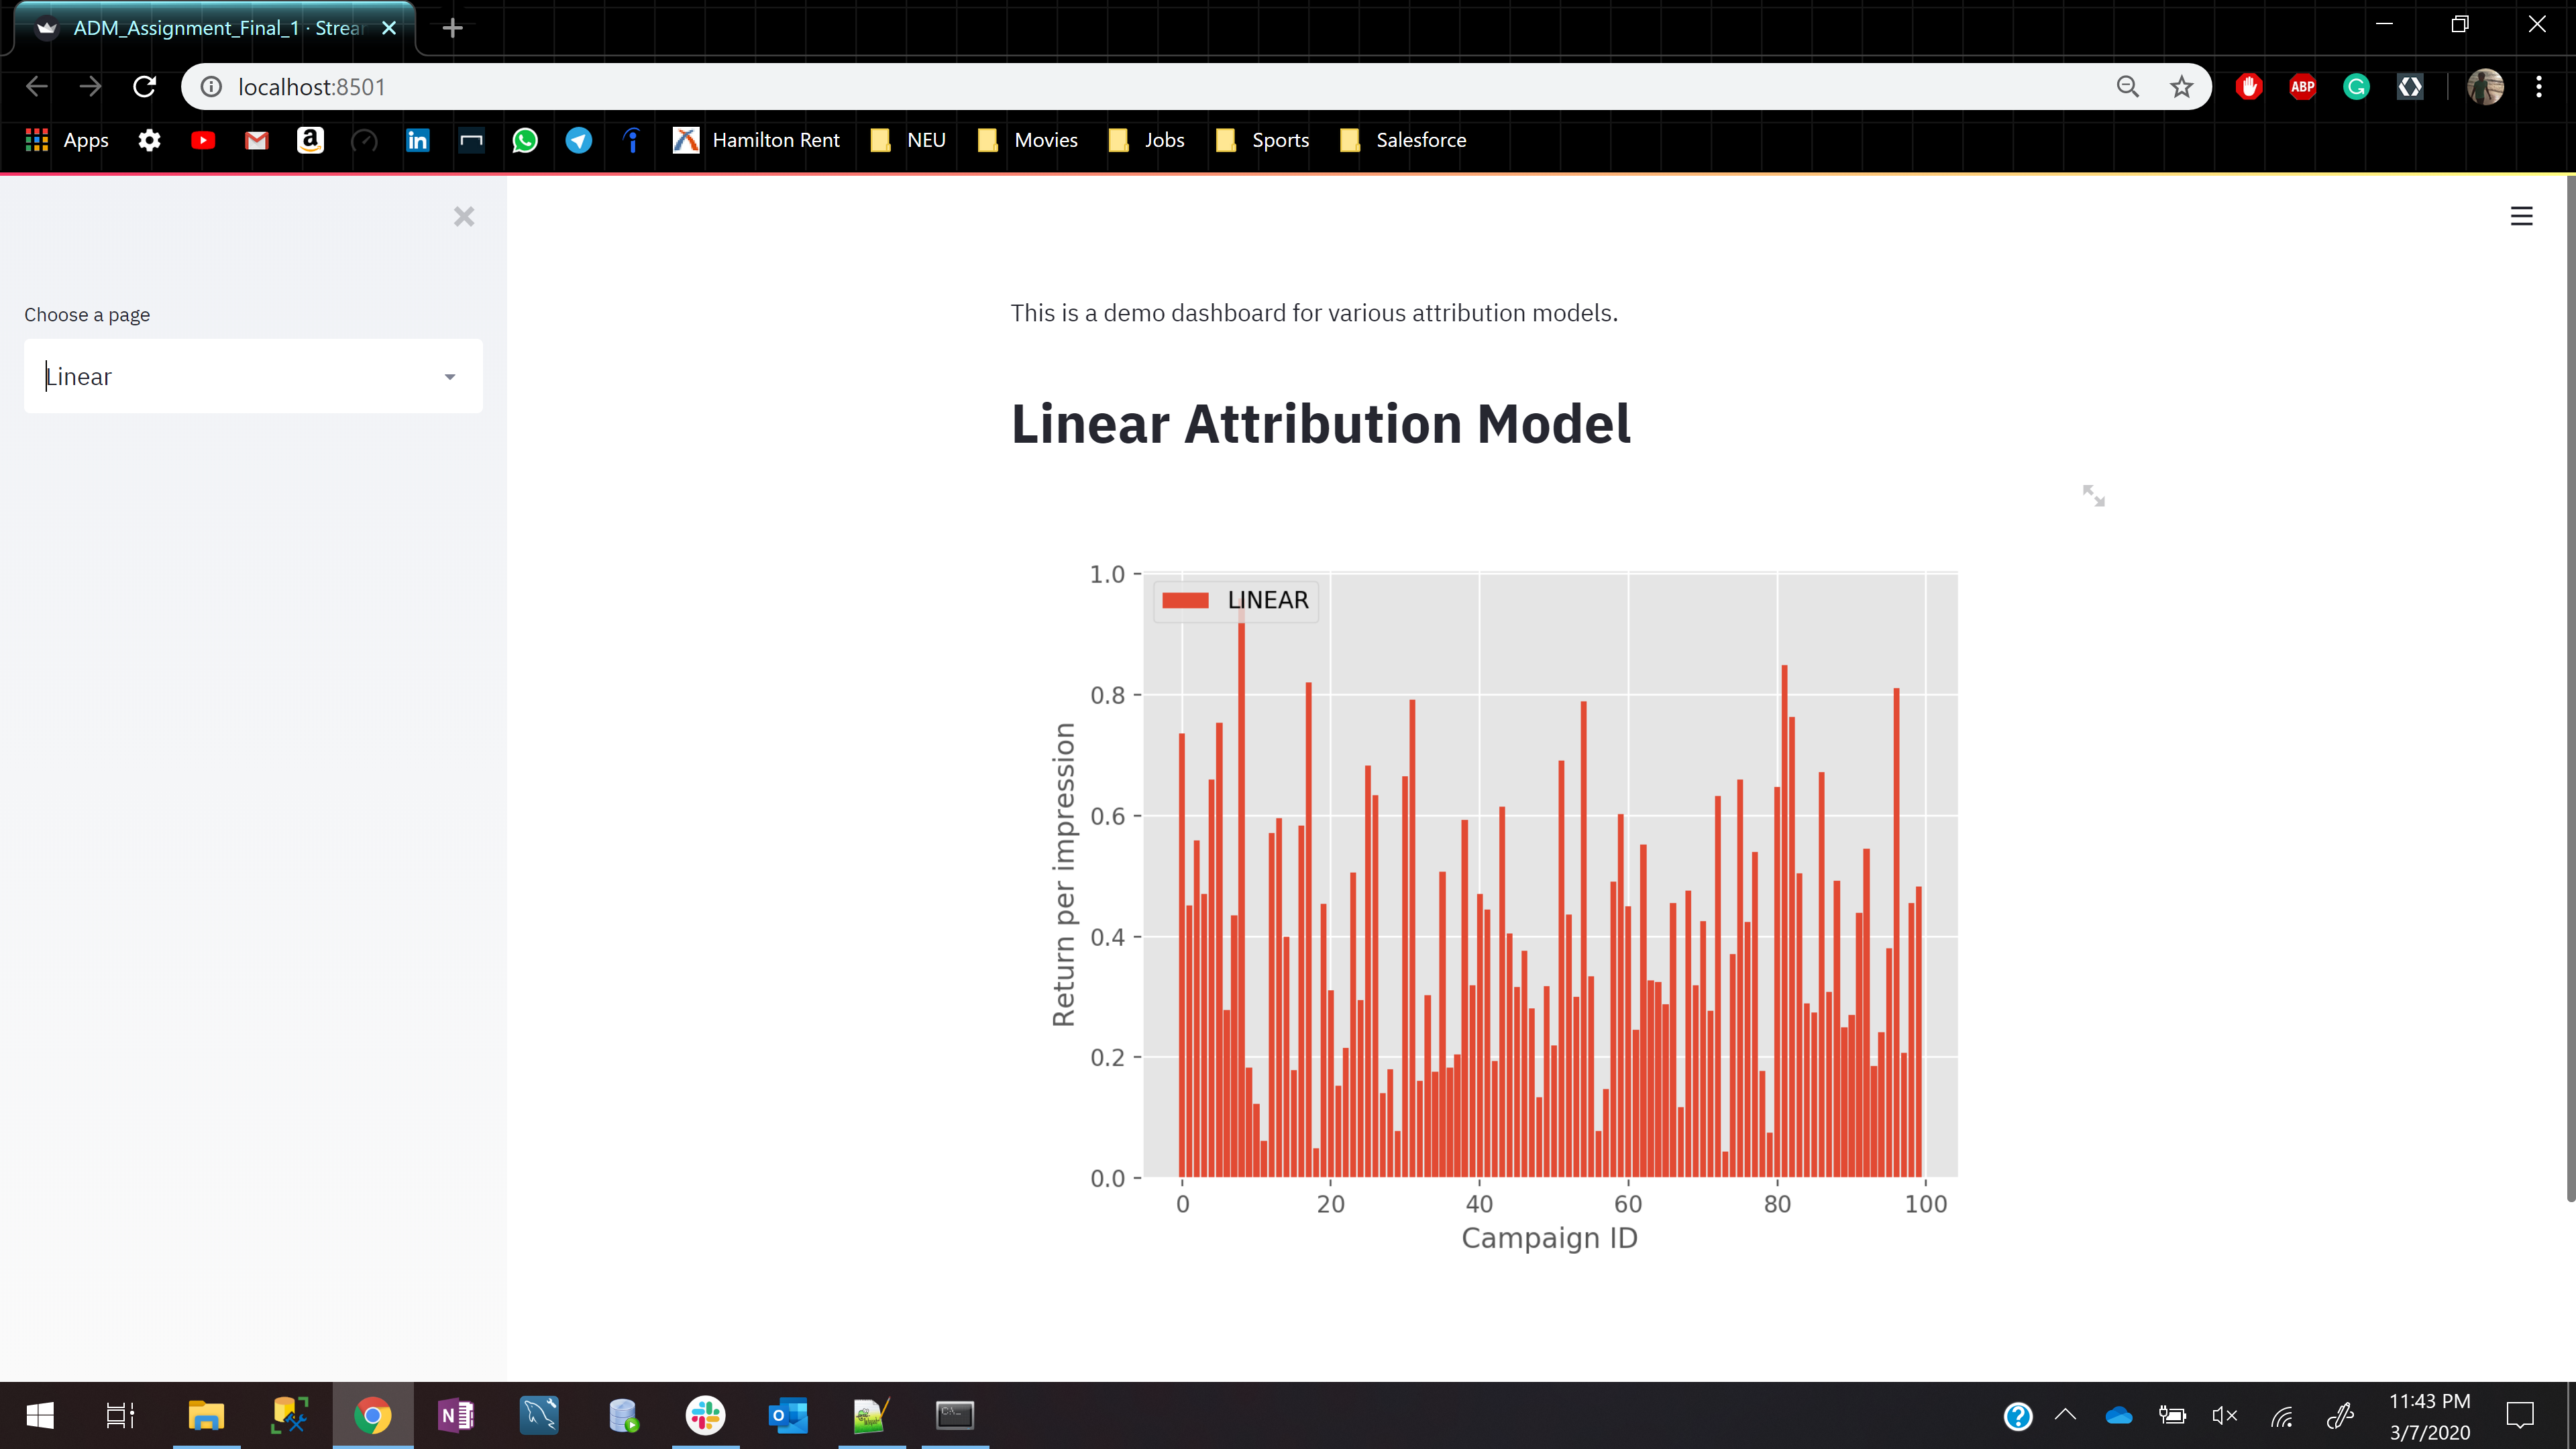 ADM_Assignment_Final_1 · Strear
localhost:8501
ABP
Apps
Hamilton Rent
NEU
Movies
Jobs
Sports
Salesforce
Choose a page
Linear
This is a demo dashboard for various attribution models.
Linear Attribution Model
LINEAR
1.0
0.8
0.6
0.4
0.2
0.0
Return per impression
0 20 40 60 80 100
Campaign ID
11:43 PM
3/7/2020